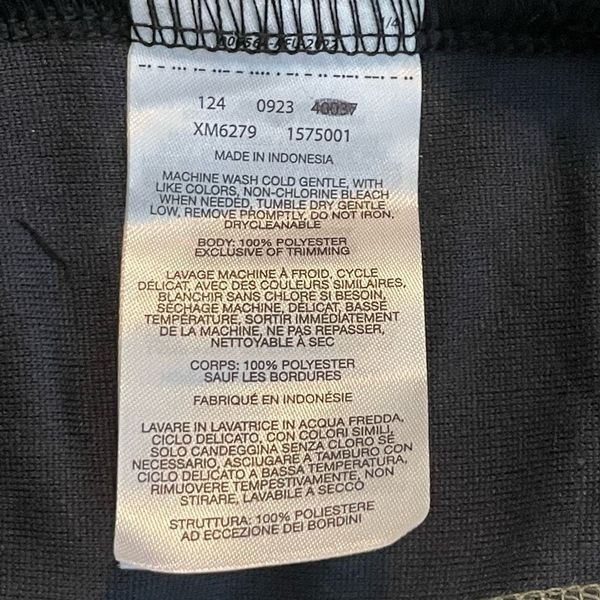 1/4
124 0923 40037
XM6279 1575001
MADE IN INDONESIA
MACHINE WASH COLD GENTLE, WITH
LIKE COLORS, NON-CHLORINE BLEACH
WHEN NEEDED, TUMBLE DRY GENTLE
LOW, REMOVE PROMPTLY, DO NOT IRON,
DRYCLEANABLE
BODY: 100% POLYESTER
EXCLUSIVE OF TRIMMING
LAVAGE MACHINE À FROID, CYCLE
DÉLICAT, AVEC DES COULEURS SIMILAIRES,
BLANCHIR SANS CHLORE SI BESOIN,
SÉCHAGE MACHINE, DÉLICAT, BASSE
TEMPÉRATURE, SORTIR IMMÉDIATEMENT
DE LA MACHINE, NE PAS REPASSER,
NETTOYABLE À SEC
CORPS: 100% POLYESTER
SAUF LES BORDURES
FABRIQUÉ EN INDONÉSIE
LAVARE IN LAVATRICE IN ACQUA FREDDA,
CICLO DELICATO, CON COLORI SIMILI,
SOLO CANDEGGINA SENZA CLORO SE
NECESSARIO, ASCIUGARE A TAMBURO CON
CICLO DELICATO A BASSA TEMPERATURA,
RIMUOVERE TEMPESTIVAMENTE, NON
STIRARE, LAVABILE A SECCO
STRUTTURA: 100% POLIESTERE
AD ECCEZIONE DEI BORDINI